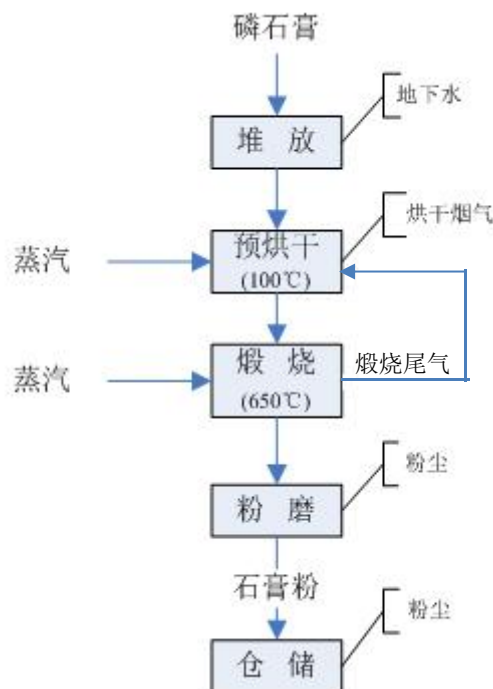 磷石膏
地下水
堆 放
烘干烟气
预烘干
(100℃)
蒸汽
煅 烧
(650℃)
蒸汽
煅烧尾气
粉尘
粉 磨
石膏粉
粉尘
仓 储